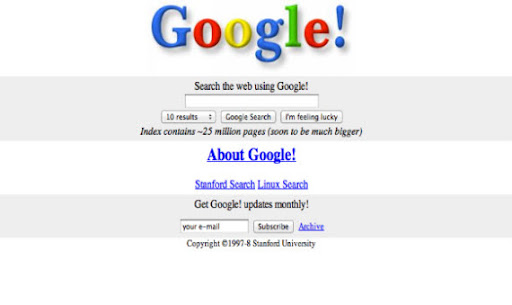 Google!
Search the web using Google!
10 results Google Search I'm feeling lucky
Index contains ~25 million pages (soon to be much bigger)
About Google!
Stanford Search Linux Search
Get Google! updates monthly!
your e-mail Subscribe Archive
Copyright ©1997-8 Stanford University